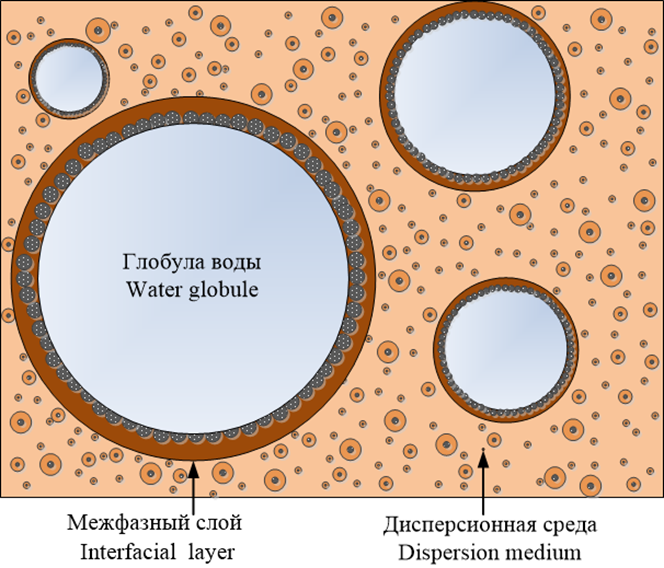 Глобула воды
Water globule
Межфазный слой
Interfacial layer
Дисперсионная среда
Dispersion medium